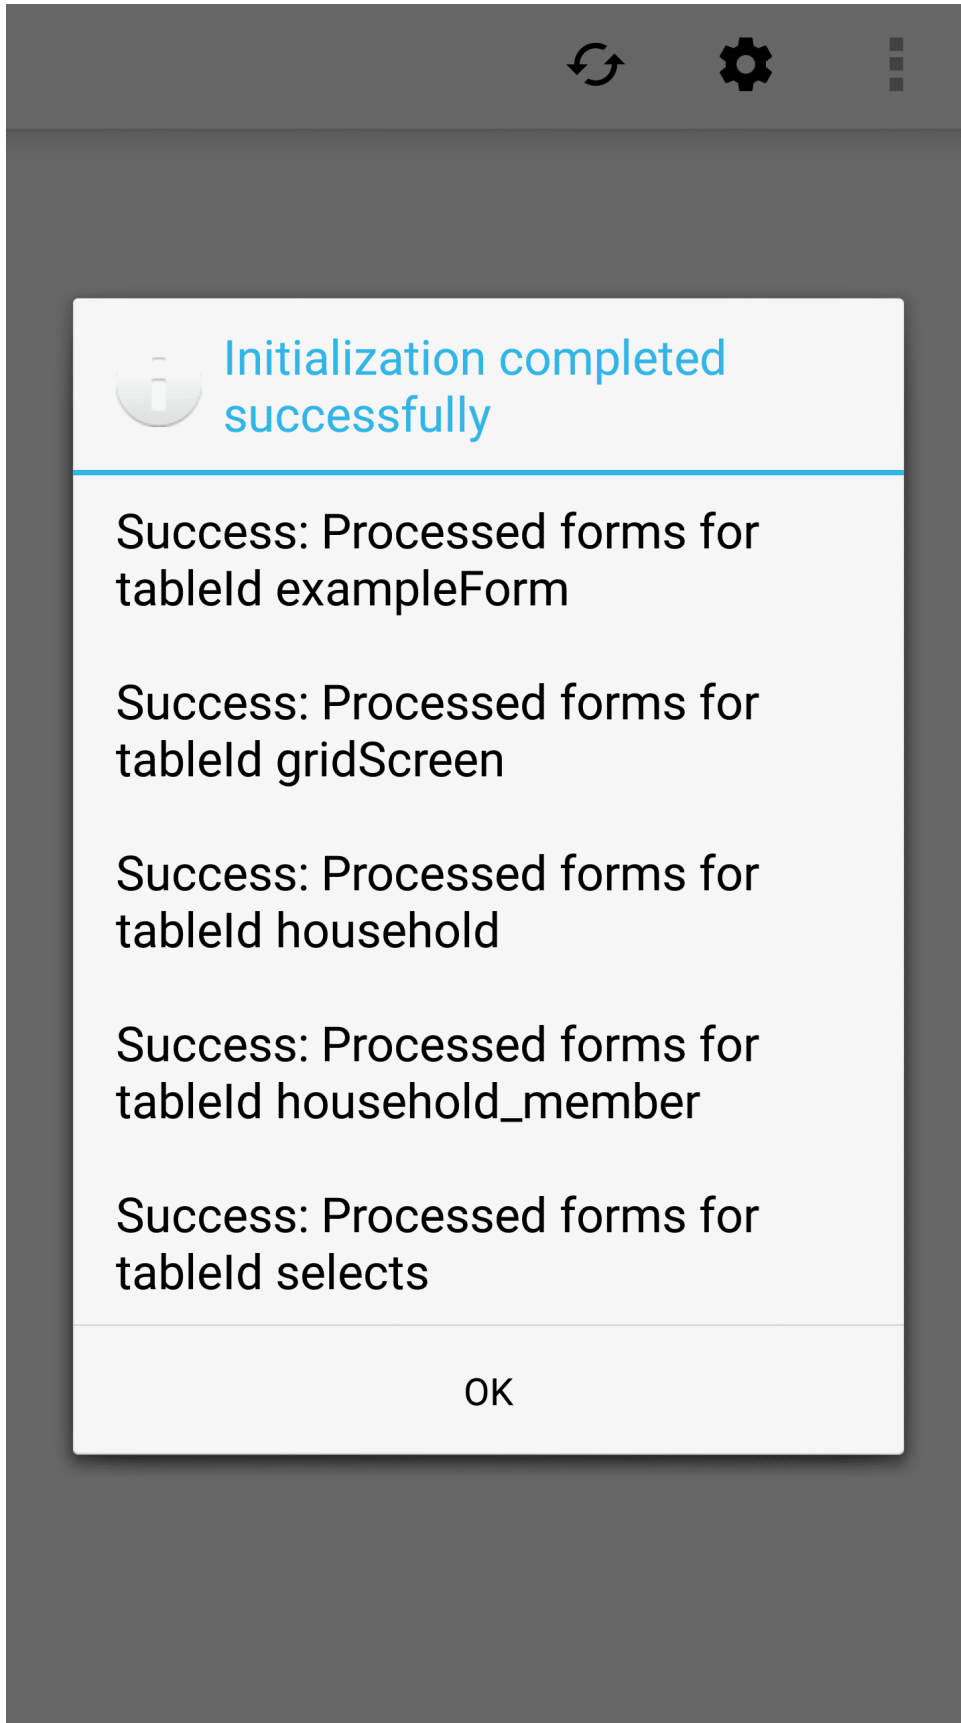 Initialization completed
successfully
Success: Processed forms for
tableId exampleForm
Success: Processed forms for
tableId gridScreen
Success: Processed forms for
tableId household
Success: Processed forms for
tableId household_member
Success: Processed forms for
tableId selects
OK